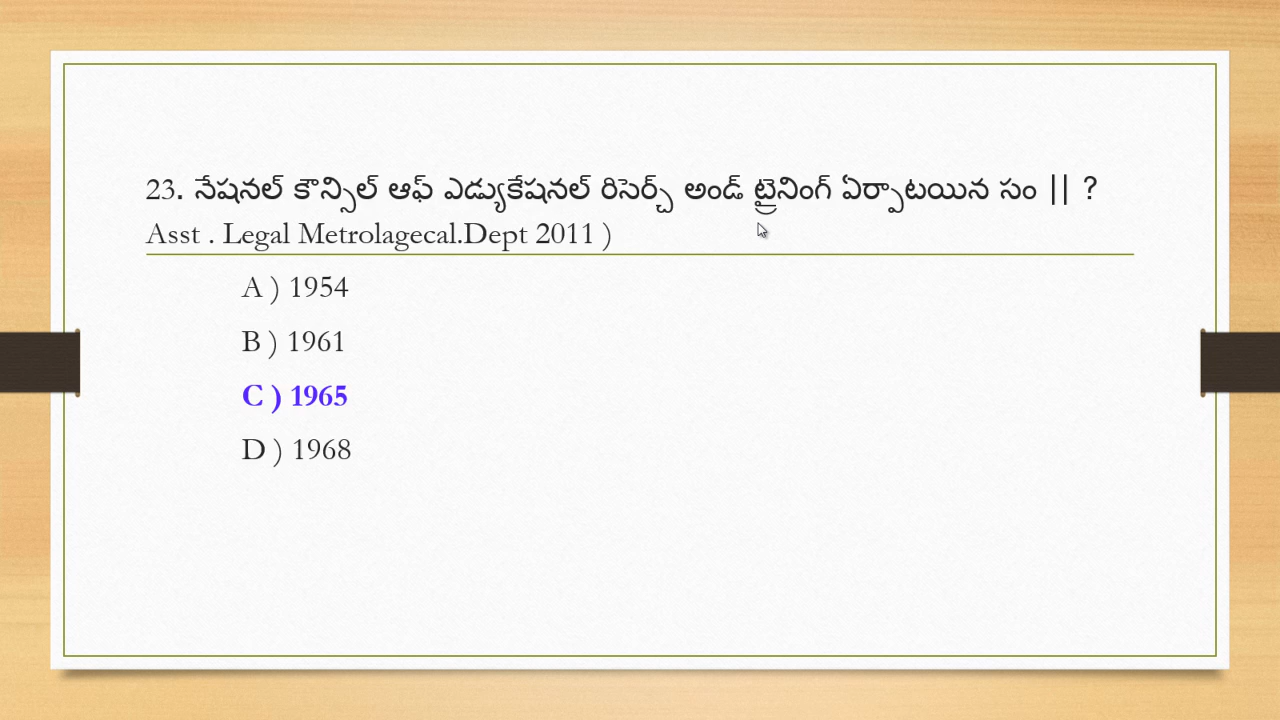 23. నేషనల్ కౌన్సిల్ ఆఫ్ ఎడ్యుకేషనల్ రిసెర్చ్ అండ్ ట్రైనింగ్ ఏర్పాటయిన సం || ?
Asst . Legal Metrolagecal.Dept 2011 )
A ) 1954
B ) 1961
C ) 1965
D ) 1968